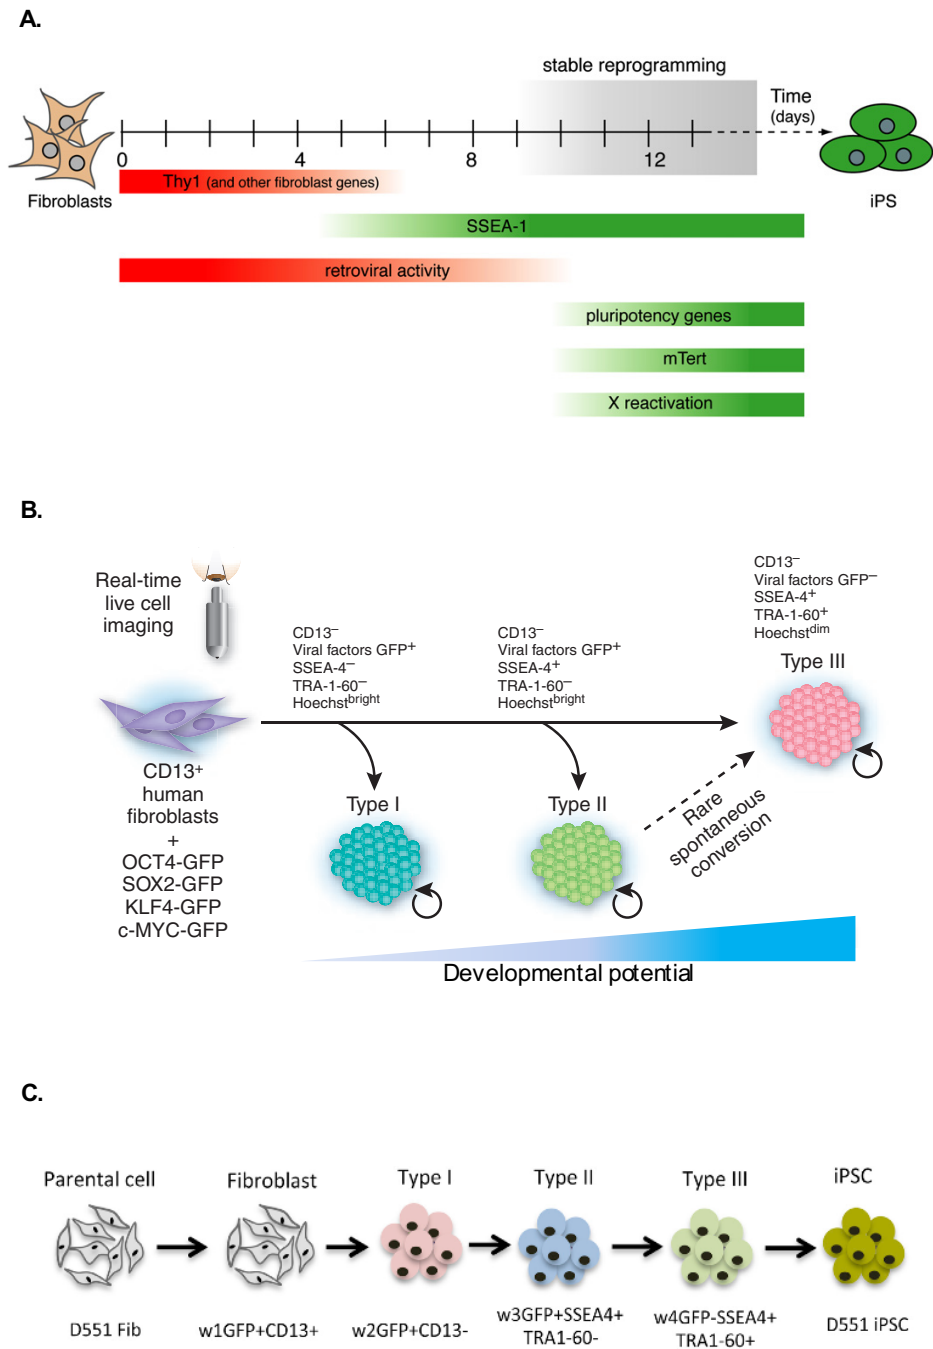 A.
stable reprogramming
Time
(days)
0 4 8 12
Thy1 (and other fibroblast genes)
Fibroblasts
iPS
SSEA-1
retroviral activity
pluripotency genes
mTert
X reactivation
B.
Real-time
live cell
imaging
CD13–
Viral factors GFP+
SSEA-4–
TRA-1-60–
Hoechstbright
CD13–
Viral factors GFP+
SSEA-4+
TRA-1-60–
Hoechstbright
CD13–
Viral factors GFP–
SSEA-4+
TRA-1-60+
Hoechstdim
Type III
CD13+
human
fibroblasts
+
OCT4-GFP
SOX2-GFP
KLF4-GFP
c-MYC-GFP
Type I
Type II
Rare
spontaneous
conversion
Developmental potential
C.
Parental cell
Fibroblast
Type I
Type II
Type III
iPSC
D551 Fib
w1GFP+CD13+
w2GFP+CD13-
w3GFP+SSEA4+
TRA1-60-
w4GFP-SSEA4+
TRA1-60+
D551 iPSC